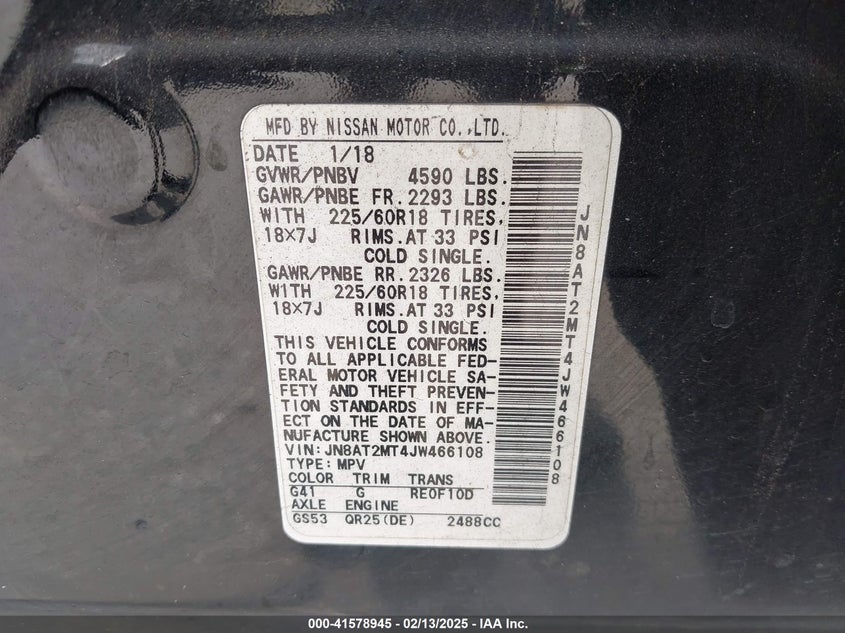 MFD BY NISSAN MOTOR CO.,LTD.
DATE 1/18
GVWR/PNBV 4590 LBS.
GAWR/PNBE FR.2293 LBS.
WITH 225/60R18 TIRES,
18×7J RIMS.AT 33 PSI
COLD SINGLE.
GAWR/PNBE RR.2326 LBS.
WITH 225/60R18 TIRES,
18×7J RIMS.AT 33 PSI
COLD SINGLE.
THIS VEHICLE CONFORMS
TO ALL APPLICABLE FED-
ERAL MOTOR VEHICLE SA-
FETY AND THEFT PREVEN-
TION STANDARDS IN EFF-
ECT ON THE DATE OF MA-
NUFACTURE SHOWN ABOVE.
VIN:JN8AT2MT4JW466108
TYPE:MPV
COLOR TRIM TRANS
G41 G RE0F10D
AXLE ENGINE
GS53 QR25(DE) 2488CC
JN8AT2MT4JW466108
000-41578945 - 02/13/2025 - IAA Inc.